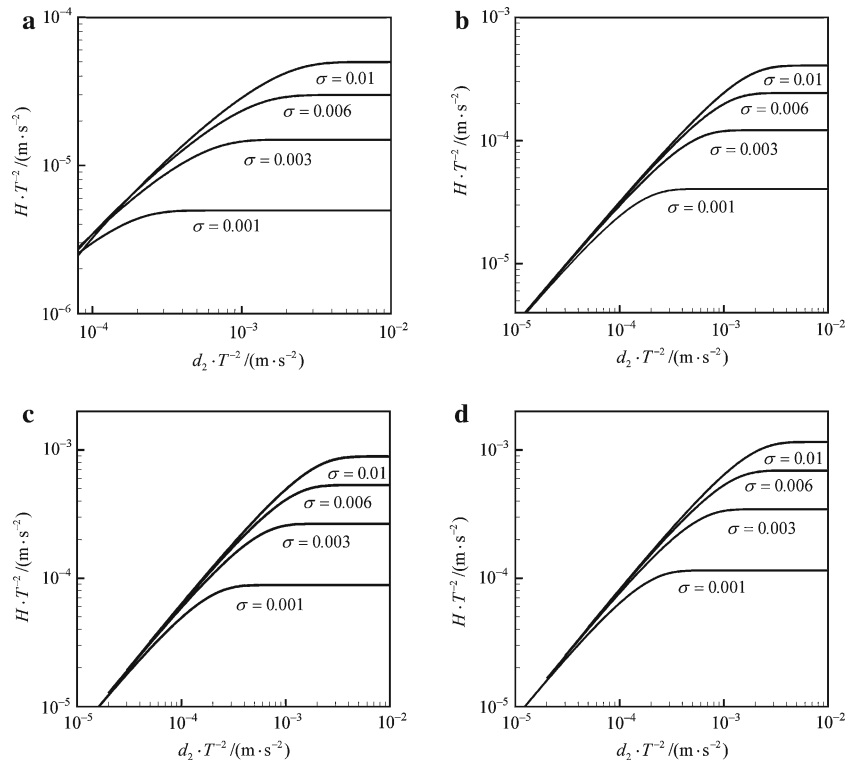 a
10⁻⁴
10⁻⁵
10⁻⁶
H · T⁻² /(m · s⁻²)
σ = 0.01
σ = 0.006
σ = 0.003
σ = 0.001
10⁻⁴
10⁻³
10⁻²
d₂ · T⁻² /(m · s⁻²)
b
10⁻³
10⁻⁴
10⁻⁵
H · T⁻² /(m · s⁻²)
σ = 0.01
σ = 0.006
σ = 0.003
σ = 0.001
10⁻⁵
10⁻⁴
10⁻³
10⁻²
d₂ · T⁻² /(m · s⁻²)
c
10⁻³
10⁻⁴
10⁻⁵
H · T⁻² /(m · s⁻²)
σ = 0.01
σ = 0.006
σ = 0.003
σ = 0.001
10⁻⁵
10⁻⁴
10⁻³
10⁻²
d₂ · T⁻² /(m · s⁻²)
d
10⁻³
10⁻⁴
10⁻⁵
H · T⁻² /(m · s⁻²)
σ = 0.01
σ = 0.006
σ = 0.003
σ = 0.001
10⁻⁵
10⁻⁴
10⁻³
10⁻²
d₂ · T⁻² /(m · s⁻²)